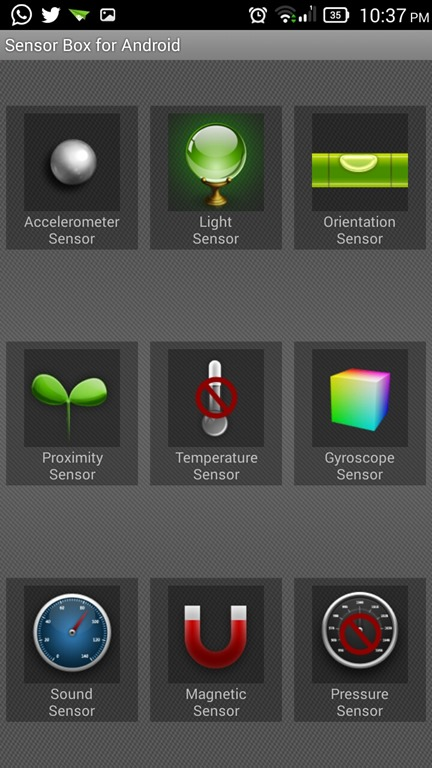 35 10:37 PM
Sensor Box for Android
Accelerometer
Sensor
Light
Sensor
Orientation
Sensor
Proximity
Sensor
Temperature
Sensor
Gyroscope
Sensor
Sound
Sensor
Magnetic
Sensor
Pressure
Sensor